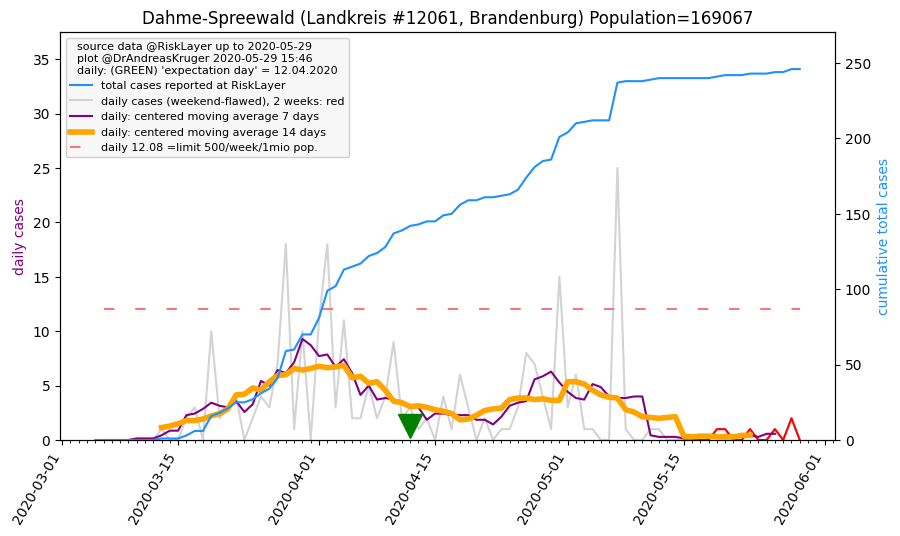 Dahme-Spreewald (Landkreis #12061, Brandenburg) Population=169067
source data @RiskLayer up to 2020-05-29
plot @DrAndreasKruger 2020-05-29 15:46
daily: (GREEN) 'expectation day' = 12.04.2020
total cases reported at RiskLayer
daily cases (weekend-flawed), 2 weeks: red
daily: centered moving average 7 days
daily: centered moving average 14 days
daily 12.08 =limit 500/week/1mio pop.
daily cases
35
30
25
20
15
10
5
0
cumulative total cases
250
200
150
100
50
0
2020-03-01
2020-03-15
2020-04-01
2020-04-15
2020-05-01
2020-05-15
2020-06-01